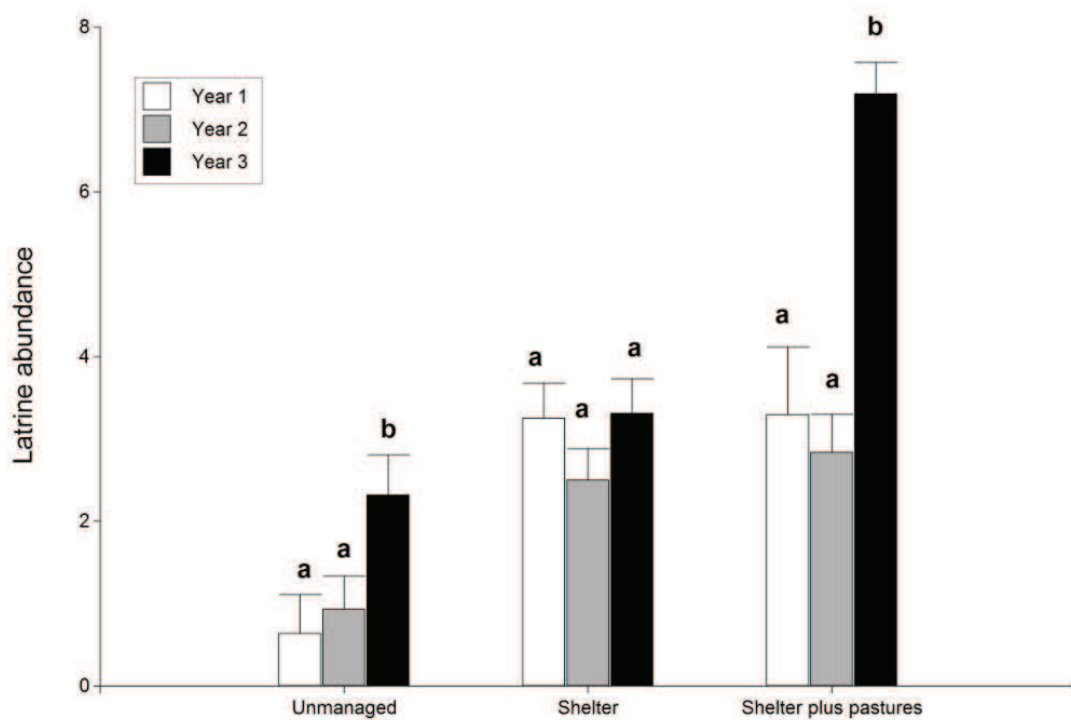 8
b
Year 1
Year 2
Year 3
6
Latrine abundance
4
a
a
a
a
a
b
2
a
a
0
Unmanaged
Shelter
Shelter plus pastures